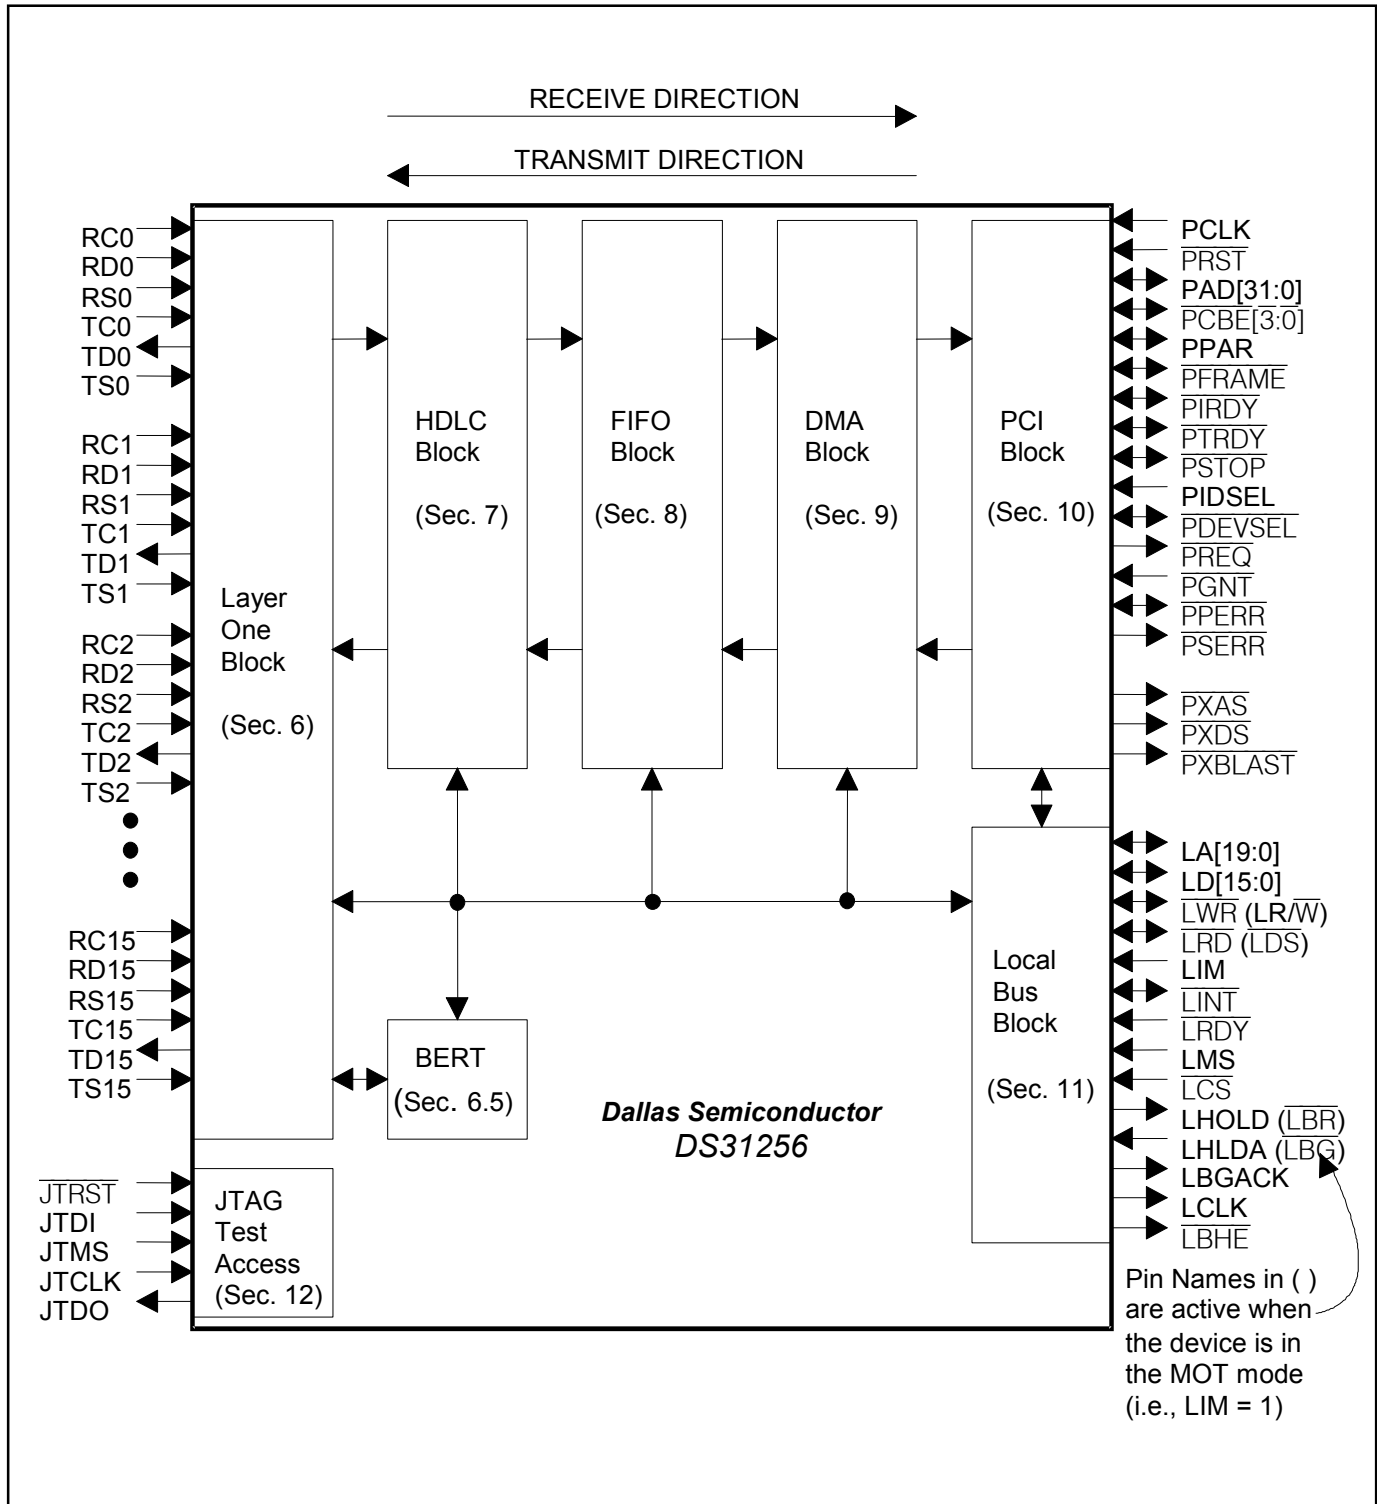 RECEIVE DIRECTION
TRANSMIT DIRECTION
RC0
RD0
RS0
TC0
TD0
TS0
RC1
RD1
RS1
TC1
TD1
TS1
RC2
RD2
RS2
TC2
TD2
TS2
RC15
RD15
RS15
TC15
TD15
TS15
JTRST
JTDI
JTMS
JTCLK
JTDO
Layer
One
Block
(Sec. 6)
HDLC
Block
(Sec. 7)
FIFO
Block
(Sec. 8)
DMA
Block
(Sec. 9)
PCI
Block
(Sec. 10)
BERT
(Sec. 6.5)
Local
Bus
Block
(Sec. 11)
JTAG
Test
Access
(Sec. 12)
Dallas Semiconductor
DS31256
PCLK
PRST
PAD[31:0]
PCBE[3:0]
PPAR
PFRAME
PIRDY
PTRDY
PSTOP
PIDSEL
PDEVSEL
PREQ
PGNT
PPERR
PSERR
PXAS
PXDS
PXBLAST
LA[19:0]
LD[15:0]
LWR (LR/W)
LRD (LDS)
LIM
LINT
LRDY
LMS
LCS
LHOLD (LBR)
LHLDA (LBG)
LBGACK
LCLK
LBHE
Pin Names in ( )
are active when
the device is in
the MOT mode
(i.e., LIM = 1)